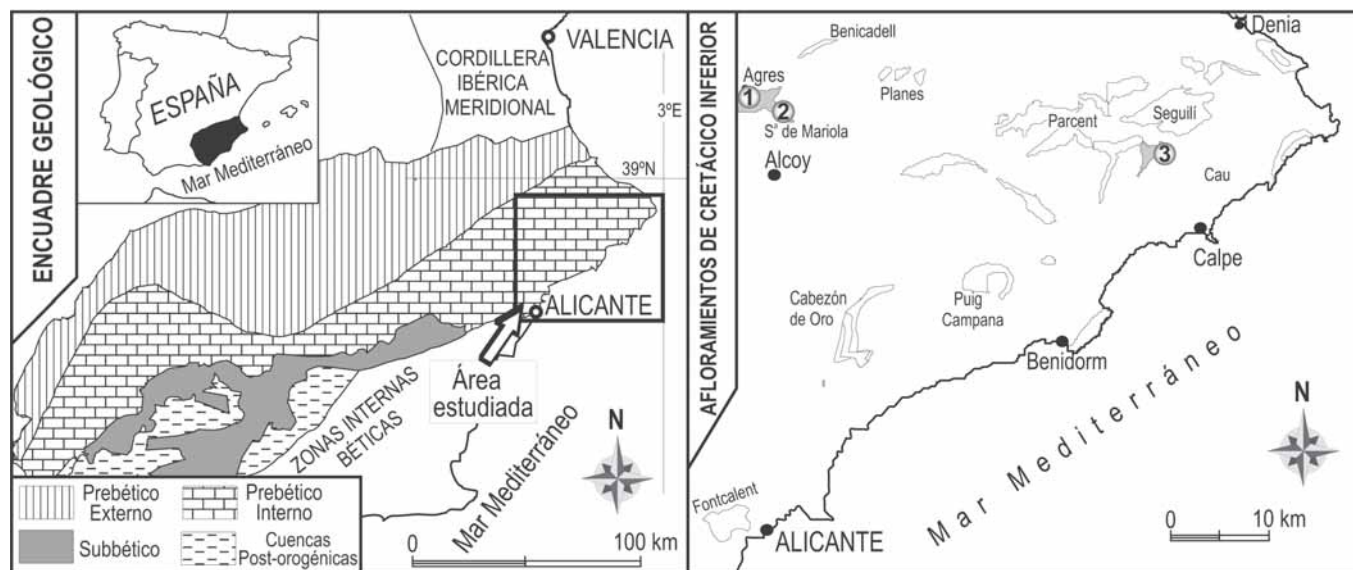 ENCUADRE GEOLÓGICO
ESPAÑA
Mar Mediterráneo
VALENCIA
CORDILLERA
IBÉRICA
MERIDIONAL
3ºE
39ºN
ALICANTE
Área
estudiada
ZONAS INTERNAS
BÉTICAS
Mar Mediterráneo
N
0 100 km
Prebético
Externo
Prebético
Interno
Subbético
Cuencas
Post-orogénicas
AFLORAMIENTOS DE CRETÁCICO INFERIOR
Denia
Benicadell
Agres
Planes
1
2
Sª de Mariola
Parcent
Seguilí
Alcoy
3
Cau
Calpe
Cabezón
de Oro
Puig
Campana
Benidorm
Mar Mediterráneo
N
Fontcalent
ALICANTE
0 10 km